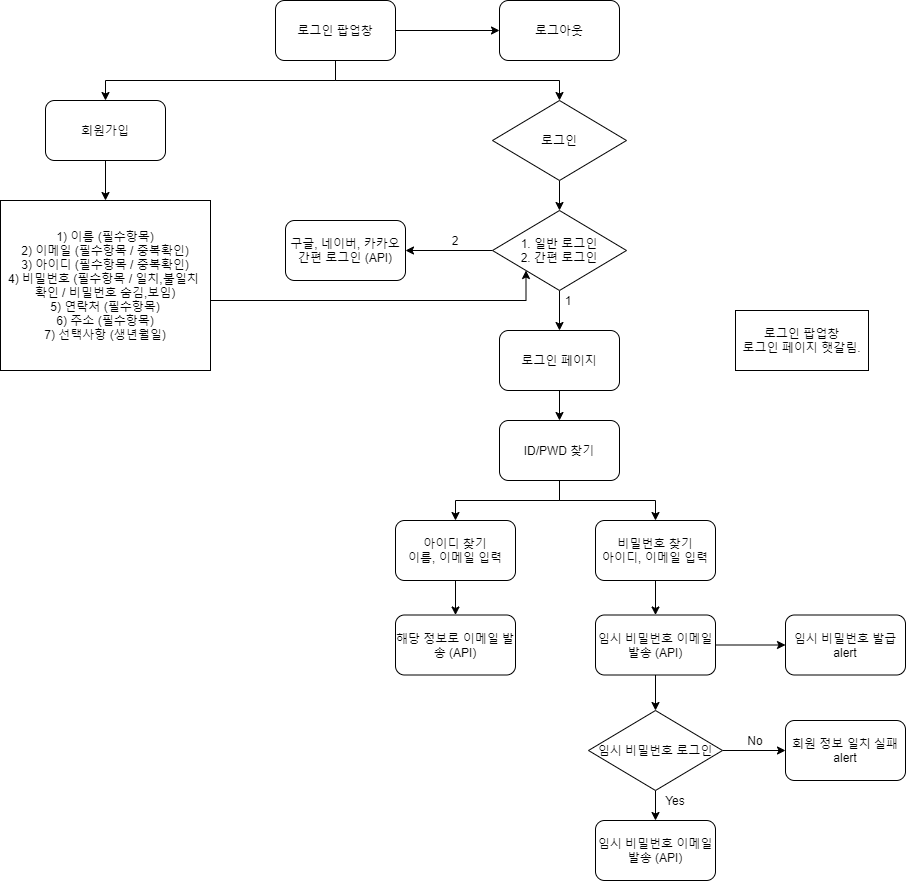 로그인 팝업창
로그아웃
회원가입
로그인
1) 이름 (필수항목)
2) 이메일 (필수항목 / 중복확인)
3) 아이디 (필수항목 / 중복확인)
4) 비밀번호 (필수항목 / 일치,불일치
확인 / 비밀번호 숨김,보임)
5) 연락처 (필수항목)
6) 주소 (필수항목)
7) 선택사항 (생년월일)
구글, 네이버, 카카오
간편 로그인 (API)
2
1. 일반 로그인
2. 간편 로그인
1
로그인 페이지
로그인 팝업창
로그인 페이지 햇갈림.
ID/PWD 찾기
아이디 찾기
이름, 이메일 입력
비밀번호 찾기
아이디, 이메일 입력
해당 정보로 이메일 발
송 (API)
임시 비밀번호 이메일
발송 (API)
임시 비밀번호 발급
alert
임시 비밀번호 로그인
No
회원 정보 일치 실패
alert
Yes
임시 비밀번호 이메일
발송 (API)